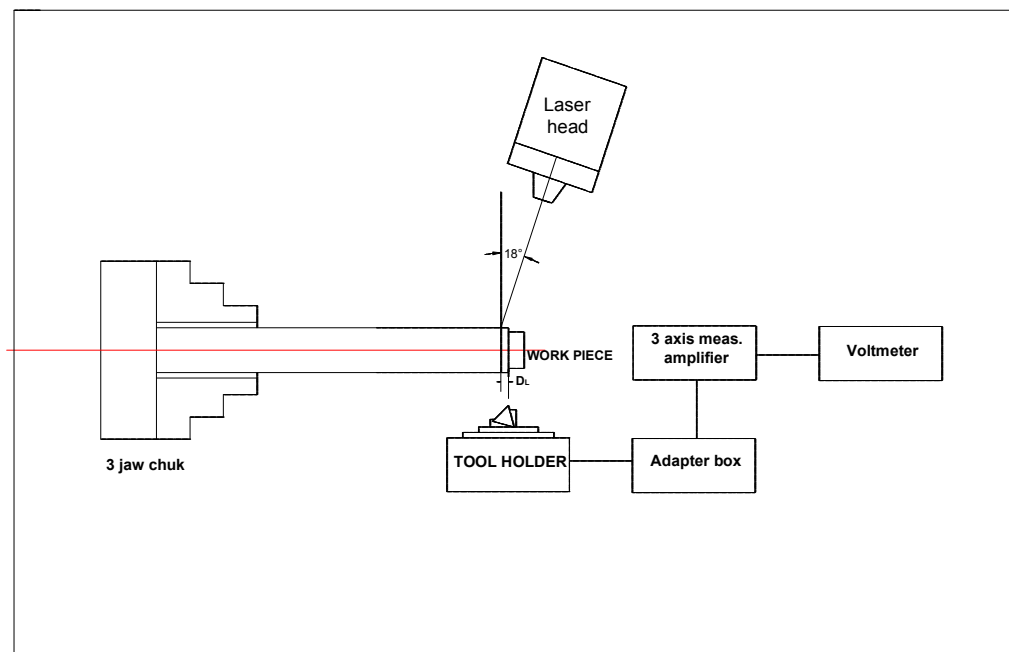 Laser
head
18°
WORK PIECE
3 axis meas.
amplifier
Voltmeter
DL
3 jaw chuk
TOOL HOLDER
Adapter box